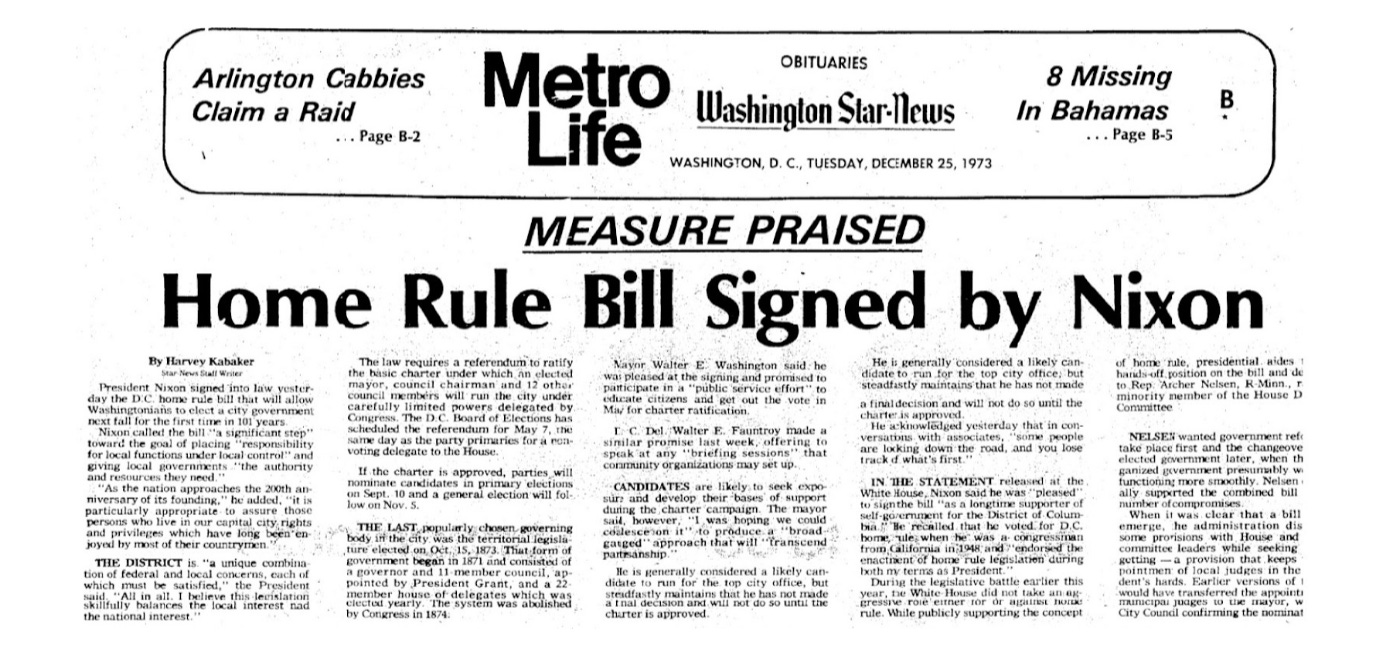 Arlington Cabbies
Claim a Raid
... Page B-2
Metro
Life
OBITUARIES
Washington Star-News
WASHINGTON, D. C., TUESDAY, DECEMBER 25, 1973
8 Missing
In Bahamas
... Page B-5
B
MEASURE PRAISED
Home Rule Bill Signed by Nixon
By Harvey Kabaker
Star-News Staff Writer
President Nixon signed into law yester-
day the D.C. home rule bill that will allow
Washingtonians to elect a city government
next fall for the first time in 101 years.
Nixon called the bill "a significant step"
toward the goal of placing "responsibility
for local functions under local control" and
giving local governments "the authority
and resources they need."
"As the nation approaches the 200th an-
niversary of its founding," he added, "it is
particularly appropriate to assure those
persons who live in our capital city rights
and privileges which have long been en-
joyed by most of their countrymen."
THE DISTRICT is "a unique combina-
tion of federal and local concerns, each of
which must be satisfied," the President
said. "All in all, I believe this legislation
skillfully balances the local interest nad
the national interest."
The law requires a referendum to ratify
the basic charter under which an elected
mayor, council chairman and 12 other
council members will run the city under
carefully limited powers delegated by
Congress. The D.C. Board of Elections has
scheduled the referendum for May 7, the
same day as the party primaries for a non-
voting delegate to the House.
If the charter is approved, parties will
nominate candidates in primary elections
on Sept. 10 and a general election will fol-
low on Nov. 5.
THE LAST popularly chosen governing
body in the city was the territorial legisla-
ture elected on Oct. 15, 1873. That form of
government began in 1871 and consisted of
a governor and 11-member council, ap-
pointed by President Grant, and a 22-
member house of delegates which was
elected yearly. The system was abolished
by Congress in 1874.
Mayor Walter E. Washington said he
was pleased at the signing and promised to
participate in a "public service effort" to
educate citizens and get out the vote in
May for charter ratification.
D. C. Del. Walter E. Fauntroy made a
similar promise last week, offering to
speak at any "briefing sessions" that
community organizations may set up.
CANDIDATES are likely to seek expo-
sure and develop their bases of support
during the charter campaign. The mayor
said, however, "I was hoping we could
coalesce on it" to produce a "broad-
gauged" approach that will "transcend
partisanship."
He is generally considered a likely can-
didate to run for the top city office, but
steadfastly maintains that he has not made
a final decision and will not do so until the
charter is approved.
He is generally considered a likely can-
didate to run for the top city office, but
steadfastly maintains that he has not made
a final decision and will not do so until the
charter is approved.
He acknowledged yesterday that in con-
versations with associates, "some people
are looking down the road, and you lose
track of what's first."
IN THE STATEMENT released at the
White House, Nixon said he was "pleased"
to sign the bill "as a longtime supporter of
self-government for the District of Colum-
bia." He recalled that he voted for D.C.
home rule when he was a congressman
from California in 1948 and "endorsed the
enactment of home rule legislation during
both my terms as President."
During the legislative battle earlier this
year, the White House did not take an ag-
gressive role either for or against home
rule. While publicly supporting the concept
of home rule, presidential aides
hands-off position on the bill and de
to Rep. Archer Nelsen, R-Minn., r
minority member of the House D
Committee
NELSEN wanted government refo
take place first and the changeove
elected government later, when th
ganized government presumably w
functioning more smoothly. Nelsen
ally supported the combined bill
number of compromises.
When it was clear that a bill
emerge, he administration dis
some provisions with House and
committee leaders while seeking
getting — a provision that keeps
pointment of local judges in the
dent's hards. Earlier versions of
would have transferred the appointi
municipal judges to the mayor, w
City Council confirming the nominat